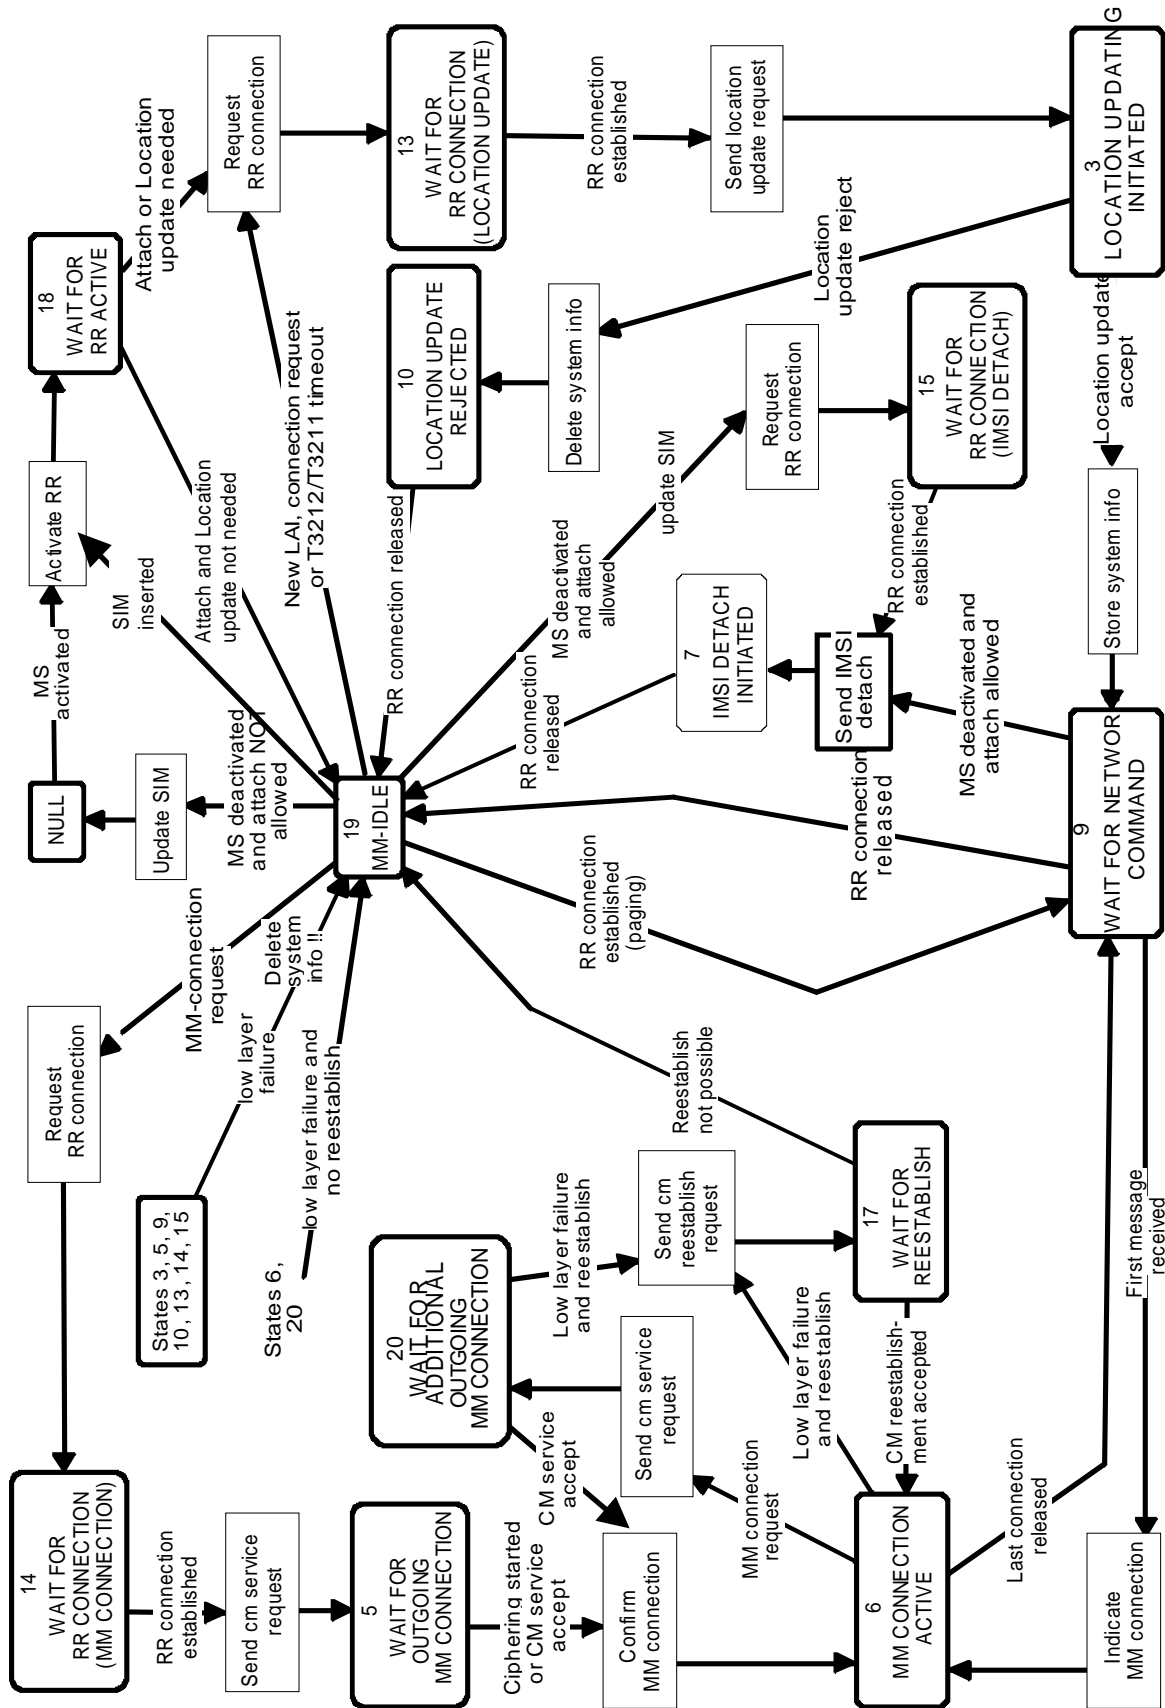 14
WAIT FOR
RR CONNECTION
(MM CONNECTION)
RR connection
established
Send cm service
request
5
WAIT FOR
OUTGOING
MM CONNECTION
Ciphering started
or CM service
accept
Confirm
MM connection
6
MM CONNECTION
ACTIVE
Indicate
MM connection
Request
RR connection
MM-connection
request
States 3, 5, 9,
10, 13, 14, 15
low layer
failure
Delete
system
info !!
States 6,
20
low layer failure and
no reestablish
20
WAIT FOR
ADDITIONAL
OUTGOING
MM CONNECTION
CM service
accept
Send cm service
request
MM connection
request
Low layer failure
and reestablish
Send cm
reestablish
request
Low layer failure
and reestablish
17
WAIT FOR
REESTABLISH
CM reestablish-
ment accepted
Reestablish
not possible
Last connection
released
First message
received
NULL
Update SIM
MS deactivated
and attach NOT
allowed
MS
activated
Activate RR
SIM
inserted
18
WAIT FOR
RR ACTIVE
Attach and Location
update not needed
Attach or Location
update needed
19
MM-IDLE
New LAI, connection request
or T3212/T3211 timeout
RR connection released
MS deactivated
and attach
allowed
update SIM
RR connection
released
RR connection
established
(paging)
RR connection
released
7
IMSI DETACH
INITIATED
Send IMSI
detach
MS deactivated and
attach allowed
RR connection
established
9
WAIT FOR NETWORK
COMMAND
Store system info
Location update
accept
Request
RR connection
13
WAIT FOR
RR CONNECTION
(LOCATION UPDATE)
RR connection
established
Send location
update request
3
LOCATION UPDATING
INITIATED
Location
update reject
Delete system info
10
LOCATION UPDATE
REJECTED
Request
RR connection
15
WAIT FOR
RR CONNECTION
(IMSI DETACH)